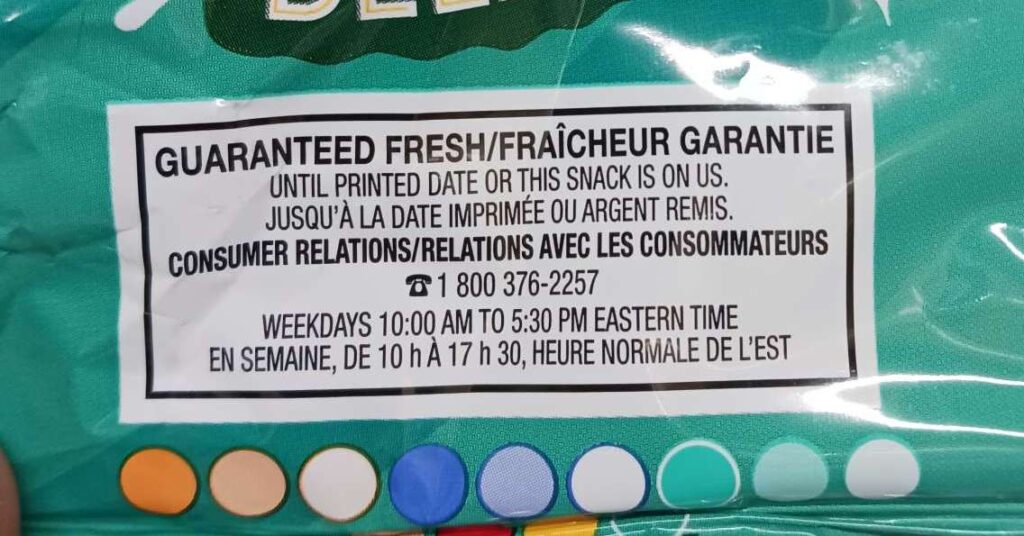 GUARANTEED FRESH/FRAÎCHEUR GARANTIE
UNTIL PRINTED DATE OR THIS SNACK IS ON US.
JUSQU'À LA DATE IMPRIMÉE OU ARGENT REMIS.
CONSUMER RELATIONS/RELATIONS AVEC LES CONSOMMATEURS
☎ 1 800 376-2257
WEEKDAYS 10:00 AM TO 5:30 PM EASTERN TIME
EN SEMAINE, DE 10 h À 17 h 30, HEURE NORMALE DE L'EST